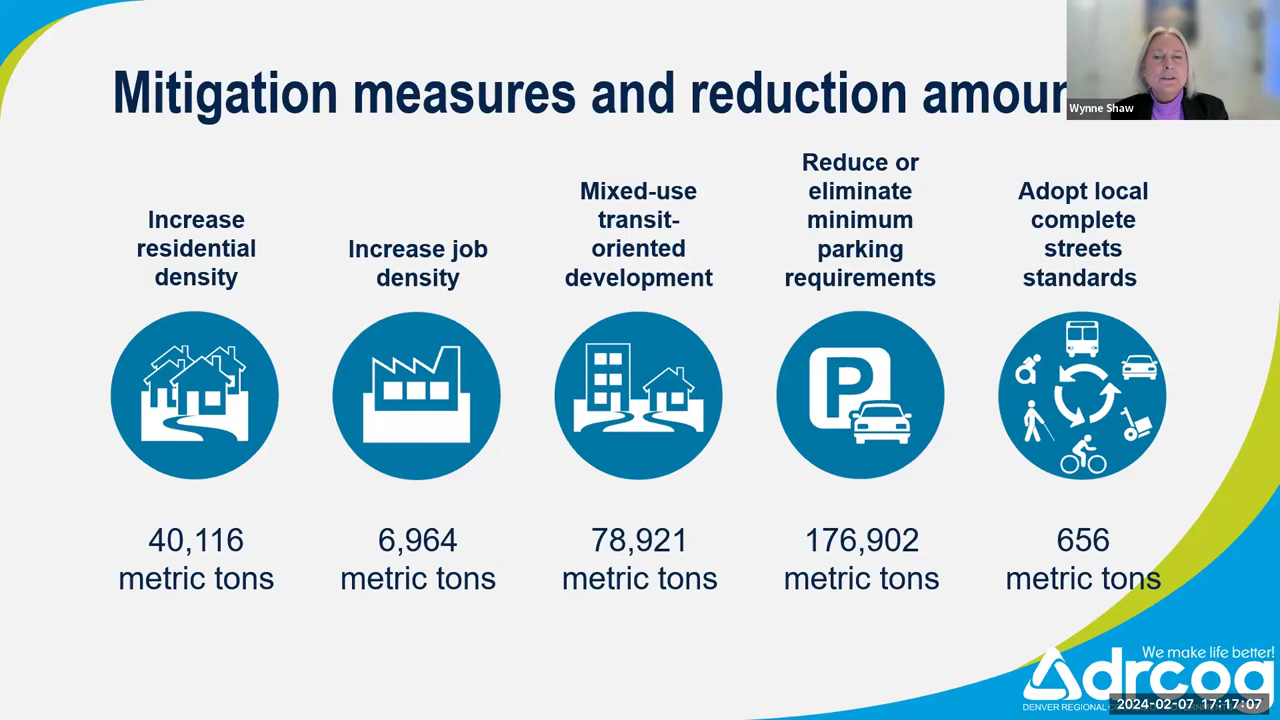 Mitigation measures and reduction amoun
Wynne Shaw
Increase
residential
density
Increase job
density
Mixed-use
transit-
oriented
development
Reduce or
eliminate
minimum
parking
requirements
Adopt local
complete
streets
standards
P
40,116
metric tons
6,964
metric tons
78,921
metric tons
176,902
metric tons
656
metric tons
We make life better!
drcog
DENVER REGIONAL
2024-02-07 17:17:07